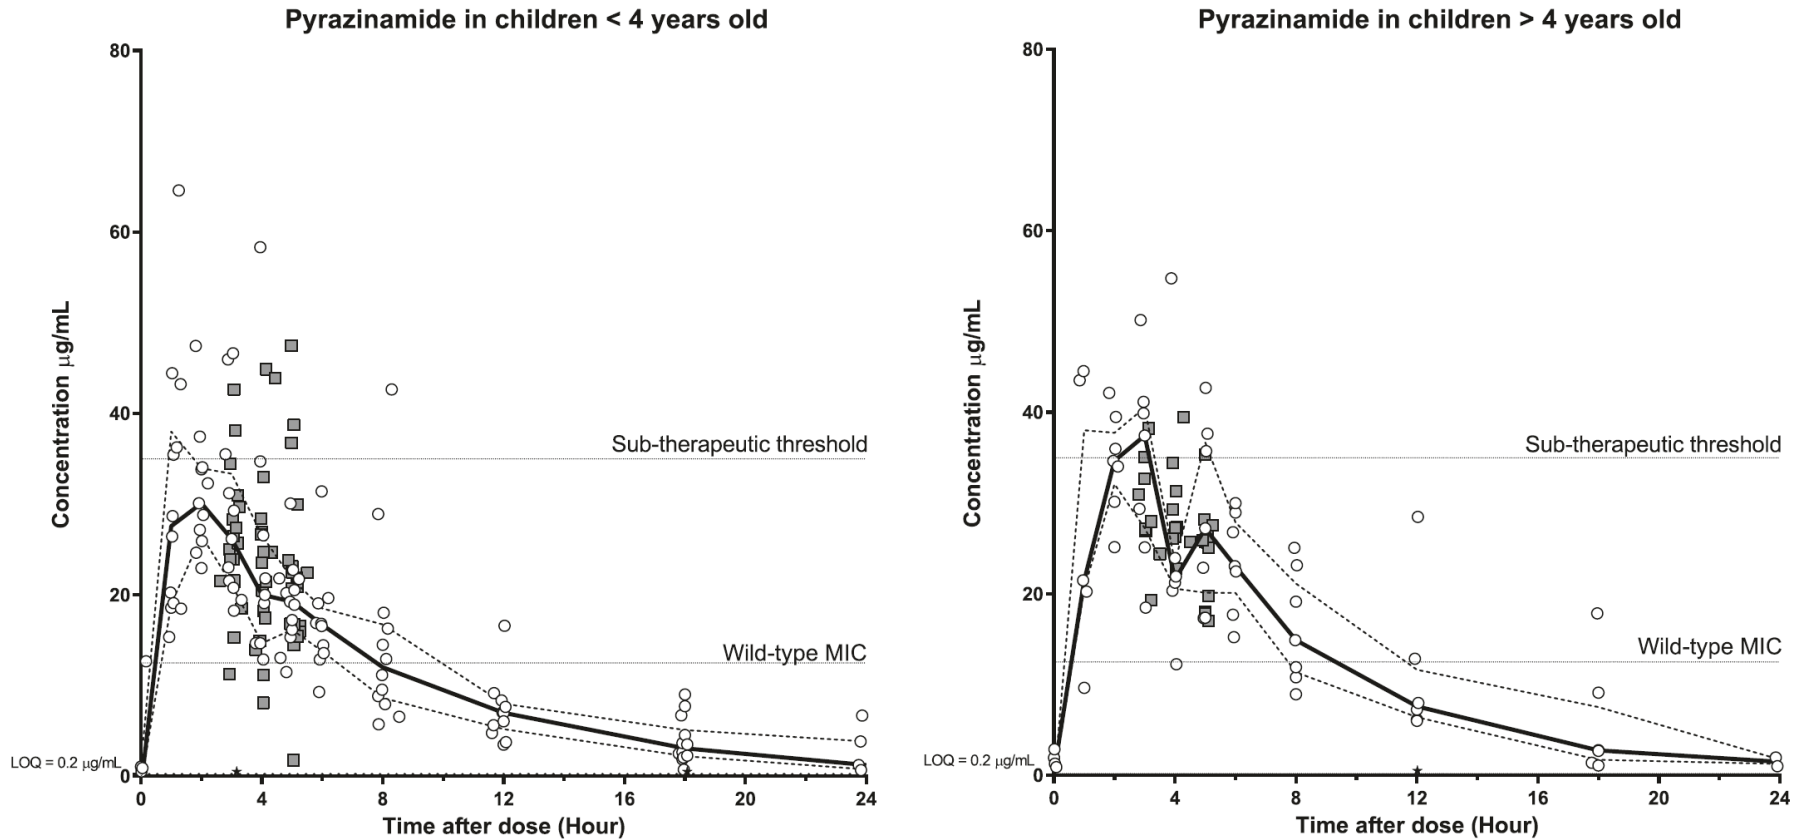 Pyrazinamide in children < 4 years old
80
60
40
20
0
Concentration μg/mL
Sub-therapeutic threshold
Wild-type MIC
LOQ = 0.2 μg/mL
0 4 8 12 16 20 24
Time after dose (Hour)
Pyrazinamide in children > 4 years old
80
60
40
20
0
Concentration μg/mL
Sub-therapeutic threshold
Wild-type MIC
LOQ = 0.2 μg/mL
0 4 8 12 16 20 24
Time after dose (Hour)